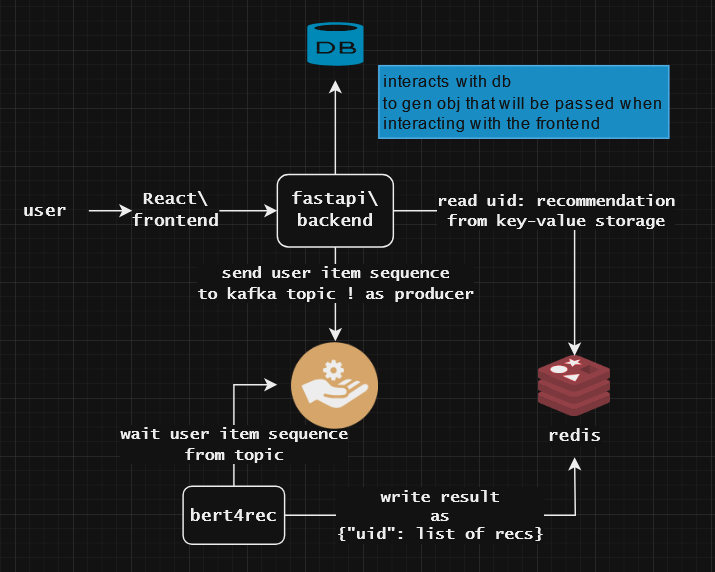 DB
interacts with db
to gen obj that will be passed when
interacting with the frontend
user
React\
frontend
fastapi\
backend
read uid: recommendation
from key-value storage
send user item sequence
to kafka topic ! as producer
wait user item sequence
from topic
redis
bert4rec
write result
as
{"uid": list of recs}